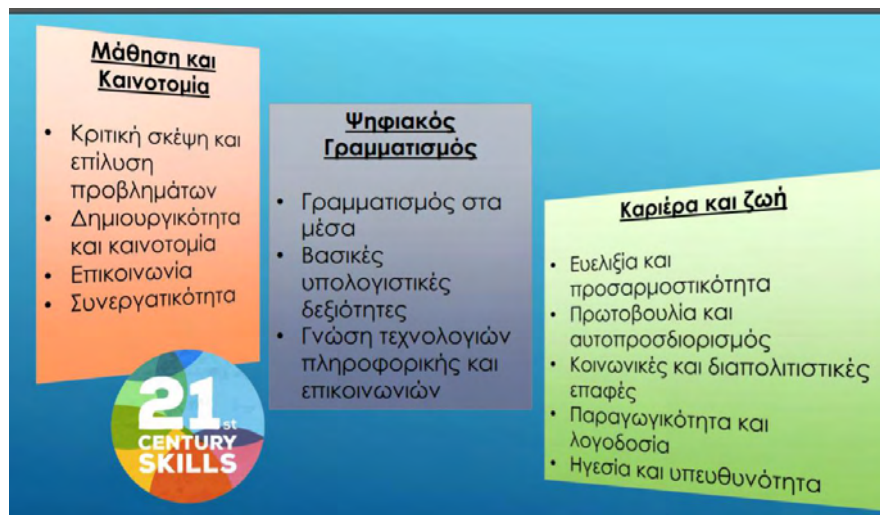 Μάθηση και
Καινοτομία
• Κριτική σκέψη και
επίλυση
προβλημάτων
• Δημιουργικότητα
και καινοτομία
• Επικοινωνία
• Συνεργατικότητα
21st
CENTURY
SKILLS
Ψηφιακός
Γραμματισμός
• Γραμματισμός στα
μέσα
• Βασικές
υπολογιστικές
δεξιότητες
• Γνώση τεχνολογιών
πληροφορικής και
επικοινωνιών
Καριέρα και ζωή
• Ευελιξία και
προσαρμοστικότητα
• Πρωτοβουλία και
αυτοπροσδιορισμός
• Κοινωνικές και διαπολιτιστικές
επαφές
• Παραγωγικότητα και
λογοδοσία
• Ηγεσία και υπευθυνότητα